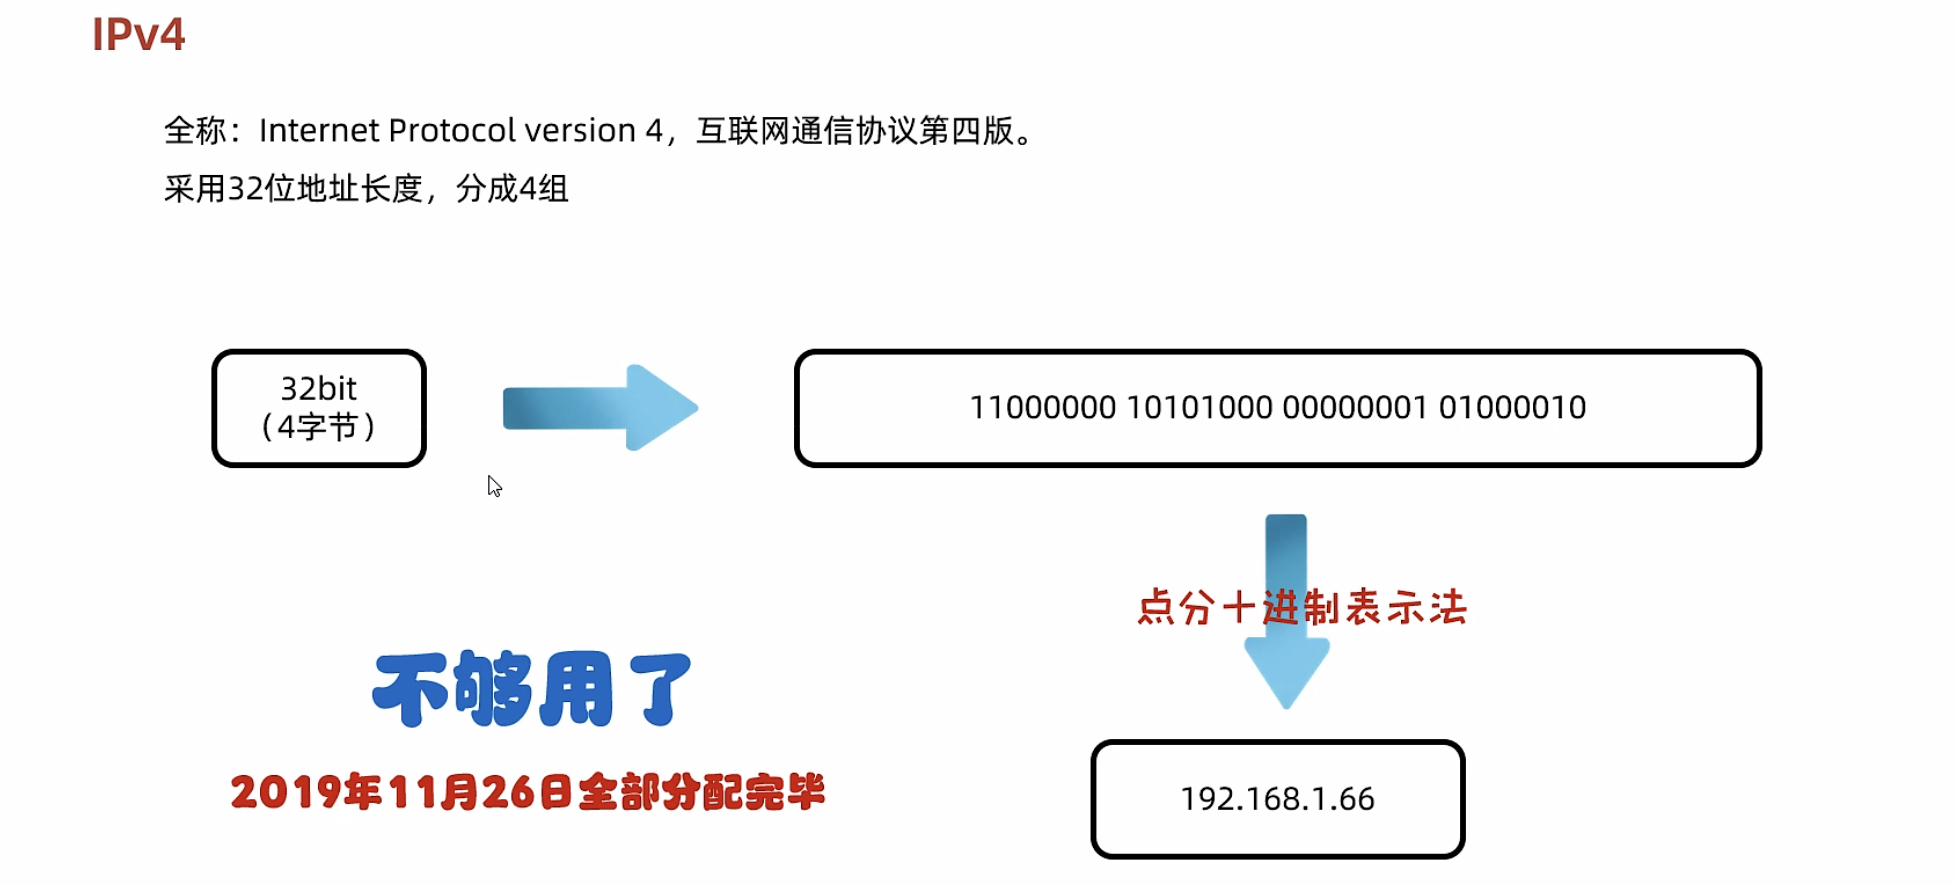 IPv4
全称：Internet Protocol version 4，互联网通信协议第四版。
采用32位地址长度，分成4组
32bit
（4字节）
11000000 10101000 00000001 01000010
点分十进制表示法
不够用了
2019年11月26日全部分配完毕
192.168.1.66